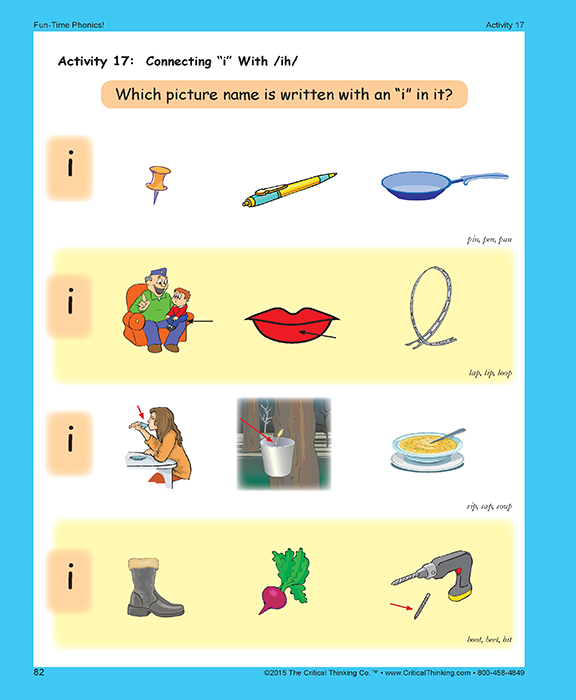 Fun-Time Phonics!
Activity 17
Activity 17: Connecting “i” With /ih/
Which picture name is written with an “i” in it?
i
pin, pen, pan
i
lap, lip, loop
i
sip, sap, soup
i
boot, beet, bit
82
©2015 The Critical Thinking Co.™ • www.CriticalThinking.com • 800-458-4849